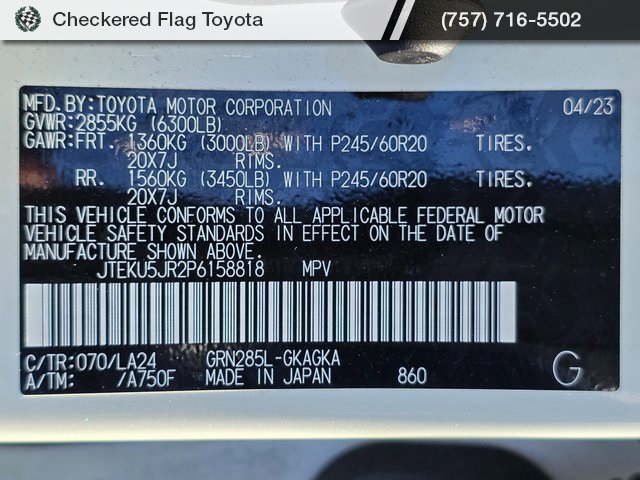 Checkered Flag Toyota
(757) 716-5502
MFD.BY:TOYOTA MOTOR CORPORATION 04/23
GVWR:2855KG (6300LB)
GAWR:FRT. 1360KG (3000LB) WITH P245/60R20 TIRES.
20X7J RIMS.
RR. 1560KG (3450LB) WITH P245/60R20 TIRES.
20X7J RIMS.
THIS VEHICLE CONFORMS TO ALL APPLICABLE FEDERAL MOTOR
VEHICLE SAFETY STANDARDS IN EFFECT ON THE DATE OF
MANUFACTURE SHOWN ABOVE.
JTEKU5JR2P6158818 MPV
C/TR:070/LA24 GRN285L-GKAGKA
A/TM: /A750F MADE IN JAPAN 860 G